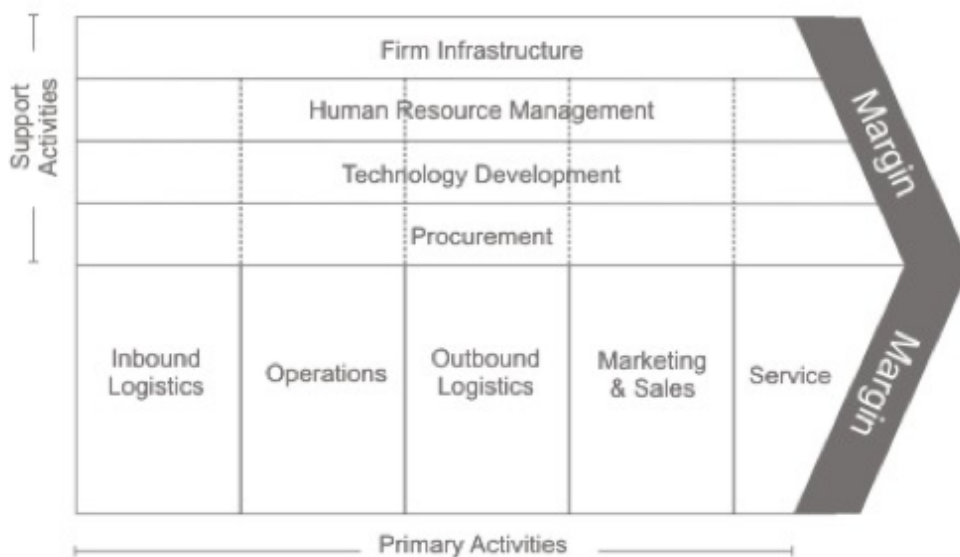 Support
Activities
Firm Infrastructure
Human Resource Management
Technology Development
Procurement
Inbound
Logistics
Operations
Outbound
Logistics
Marketing
& Sales
Service
Margin
Margin
Primary Activities